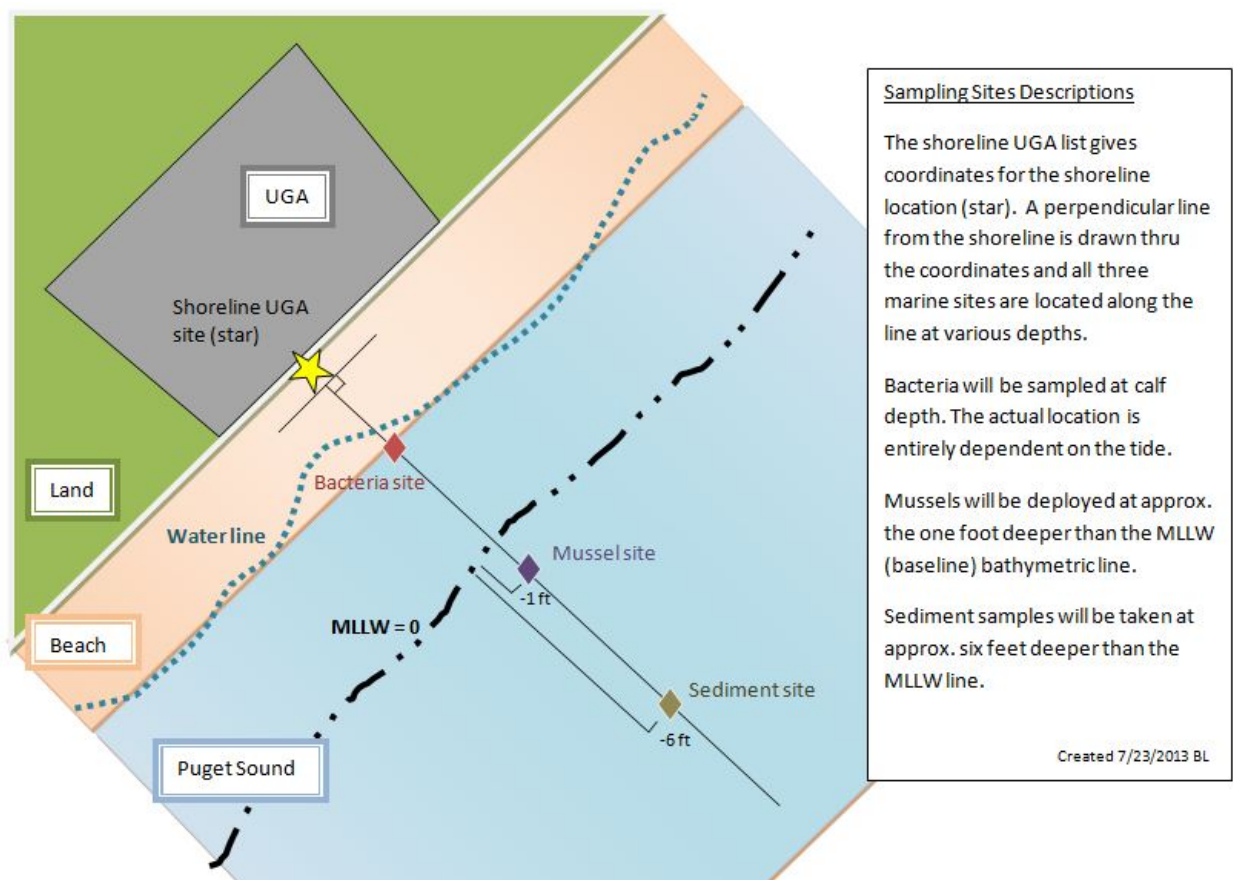 UGA
Shoreline UGA
site (star)
Land
Bacteria site
Water line
Mussel site
-1 ft
MLLW = 0
Beach
Sediment site
-6 ft
Puget Sound
Sampling Sites Descriptions
The shoreline UGA list gives
coordinates for the shoreline
location (star). A perpendicular line
from the shoreline is drawn thru
the coordinates and all three
marine sites are located along the
line at various depths.
Bacteria will be sampled at calf
depth. The actual location is
entirely dependent on the tide.
Mussels will be deployed at approx.
the one foot deeper than the MLLW
(baseline) bathymetric line.
Sediment samples will be taken at
approx. six feet deeper than the
MLLW line.
Created 7/23/2013 BL